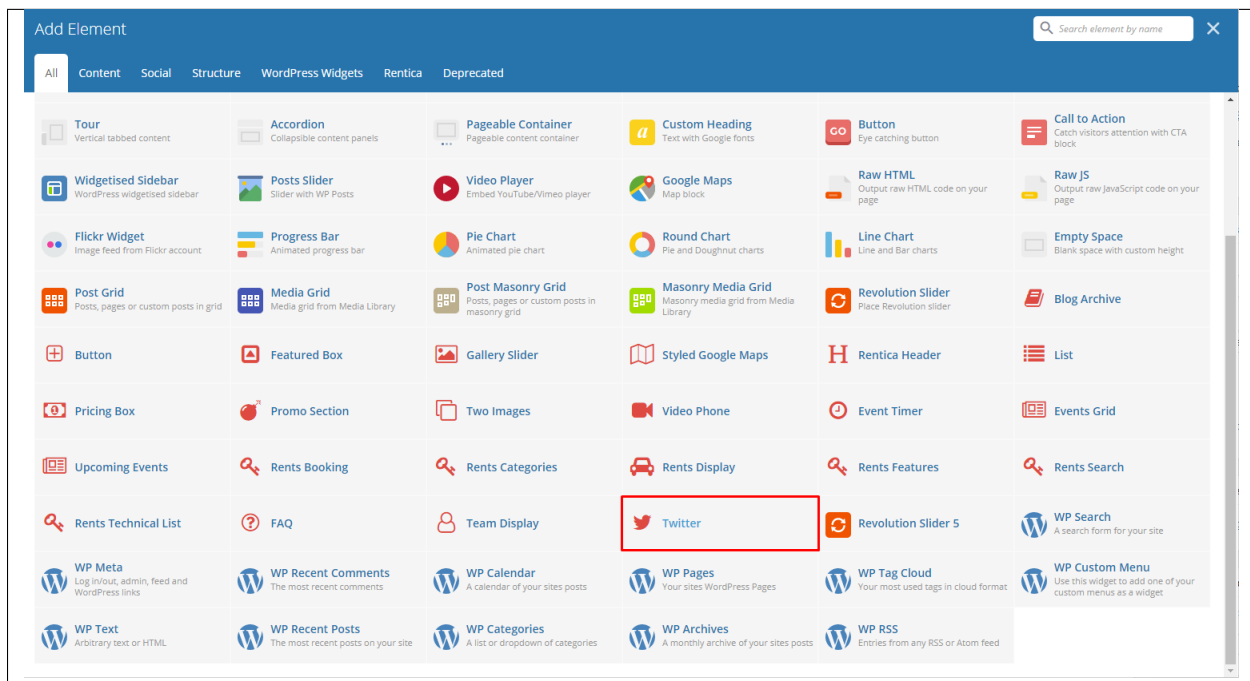 Add Element
Search element by name
All Content Social Structure WordPress Widgets Rentica Deprecated
Tour
Vertical tabbed content
Accordion
Collapsible content panels
Pageable Container
Pageable content container
a
Custom Heading
Text with Google fonts
GO
Button
Eye catching button
Call to Action
Catch visitors attention with CTA
block
Widgetised Sidebar
WordPress widgetised sidebar
Posts Slider
Slider with WP Posts
Video Player
Embed YouTube/Vimeo player
Google Maps
Map block
Raw HTML
Output raw HTML code on your
page
Raw JS
Output raw JavaScript code on your
page
Flickr Widget
Image feed from Flickr account
Progress Bar
Animated progress bar
Pie Chart
Animated pie chart
Round Chart
Pie and Doughnut charts
Line Chart
Line and Bar charts
Empty Space
Blank space with custom height
Post Grid
Posts, pages or custom posts in grid
Media Grid
Media grid from Media Library
Post Masonry Grid
Posts, pages or custom posts in
masonry grid
Masonry Media Grid
Masonry media grid from Media
Library
Revolution Slider
Place Revolution slider
Blog Archive
Button
Featured Box
Gallery Slider
Styled Google Maps
H
Rentica Header
List
Pricing Box
Promo Section
Two Images
Video Phone
Event Timer
Events Grid
Upcoming Events
Rents Booking
Rents Categories
Rents Display
Rents Features
Rents Search
Rents Technical List
?
FAQ
Team Display
Twitter
Revolution Slider 5
WP Search
A search form for your site
WP Meta
Log in/out, admin, feed and
WordPress links
WP Recent Comments
The most recent comments
WP Calendar
A calendar of your sites posts
WP Pages
Your sites WordPress Pages
WP Tag Cloud
Your most used tags in cloud format
WP Custom Menu
Use this widget to add one of your
custom menus as a widget
WP Text
Arbitrary text or HTML
WP Recent Posts
The most recent posts on your site
WP Categories
A list or dropdown of categories
WP Archives
A monthly archive of your sites posts
WP RSS
Entries from any RSS or Atom feed